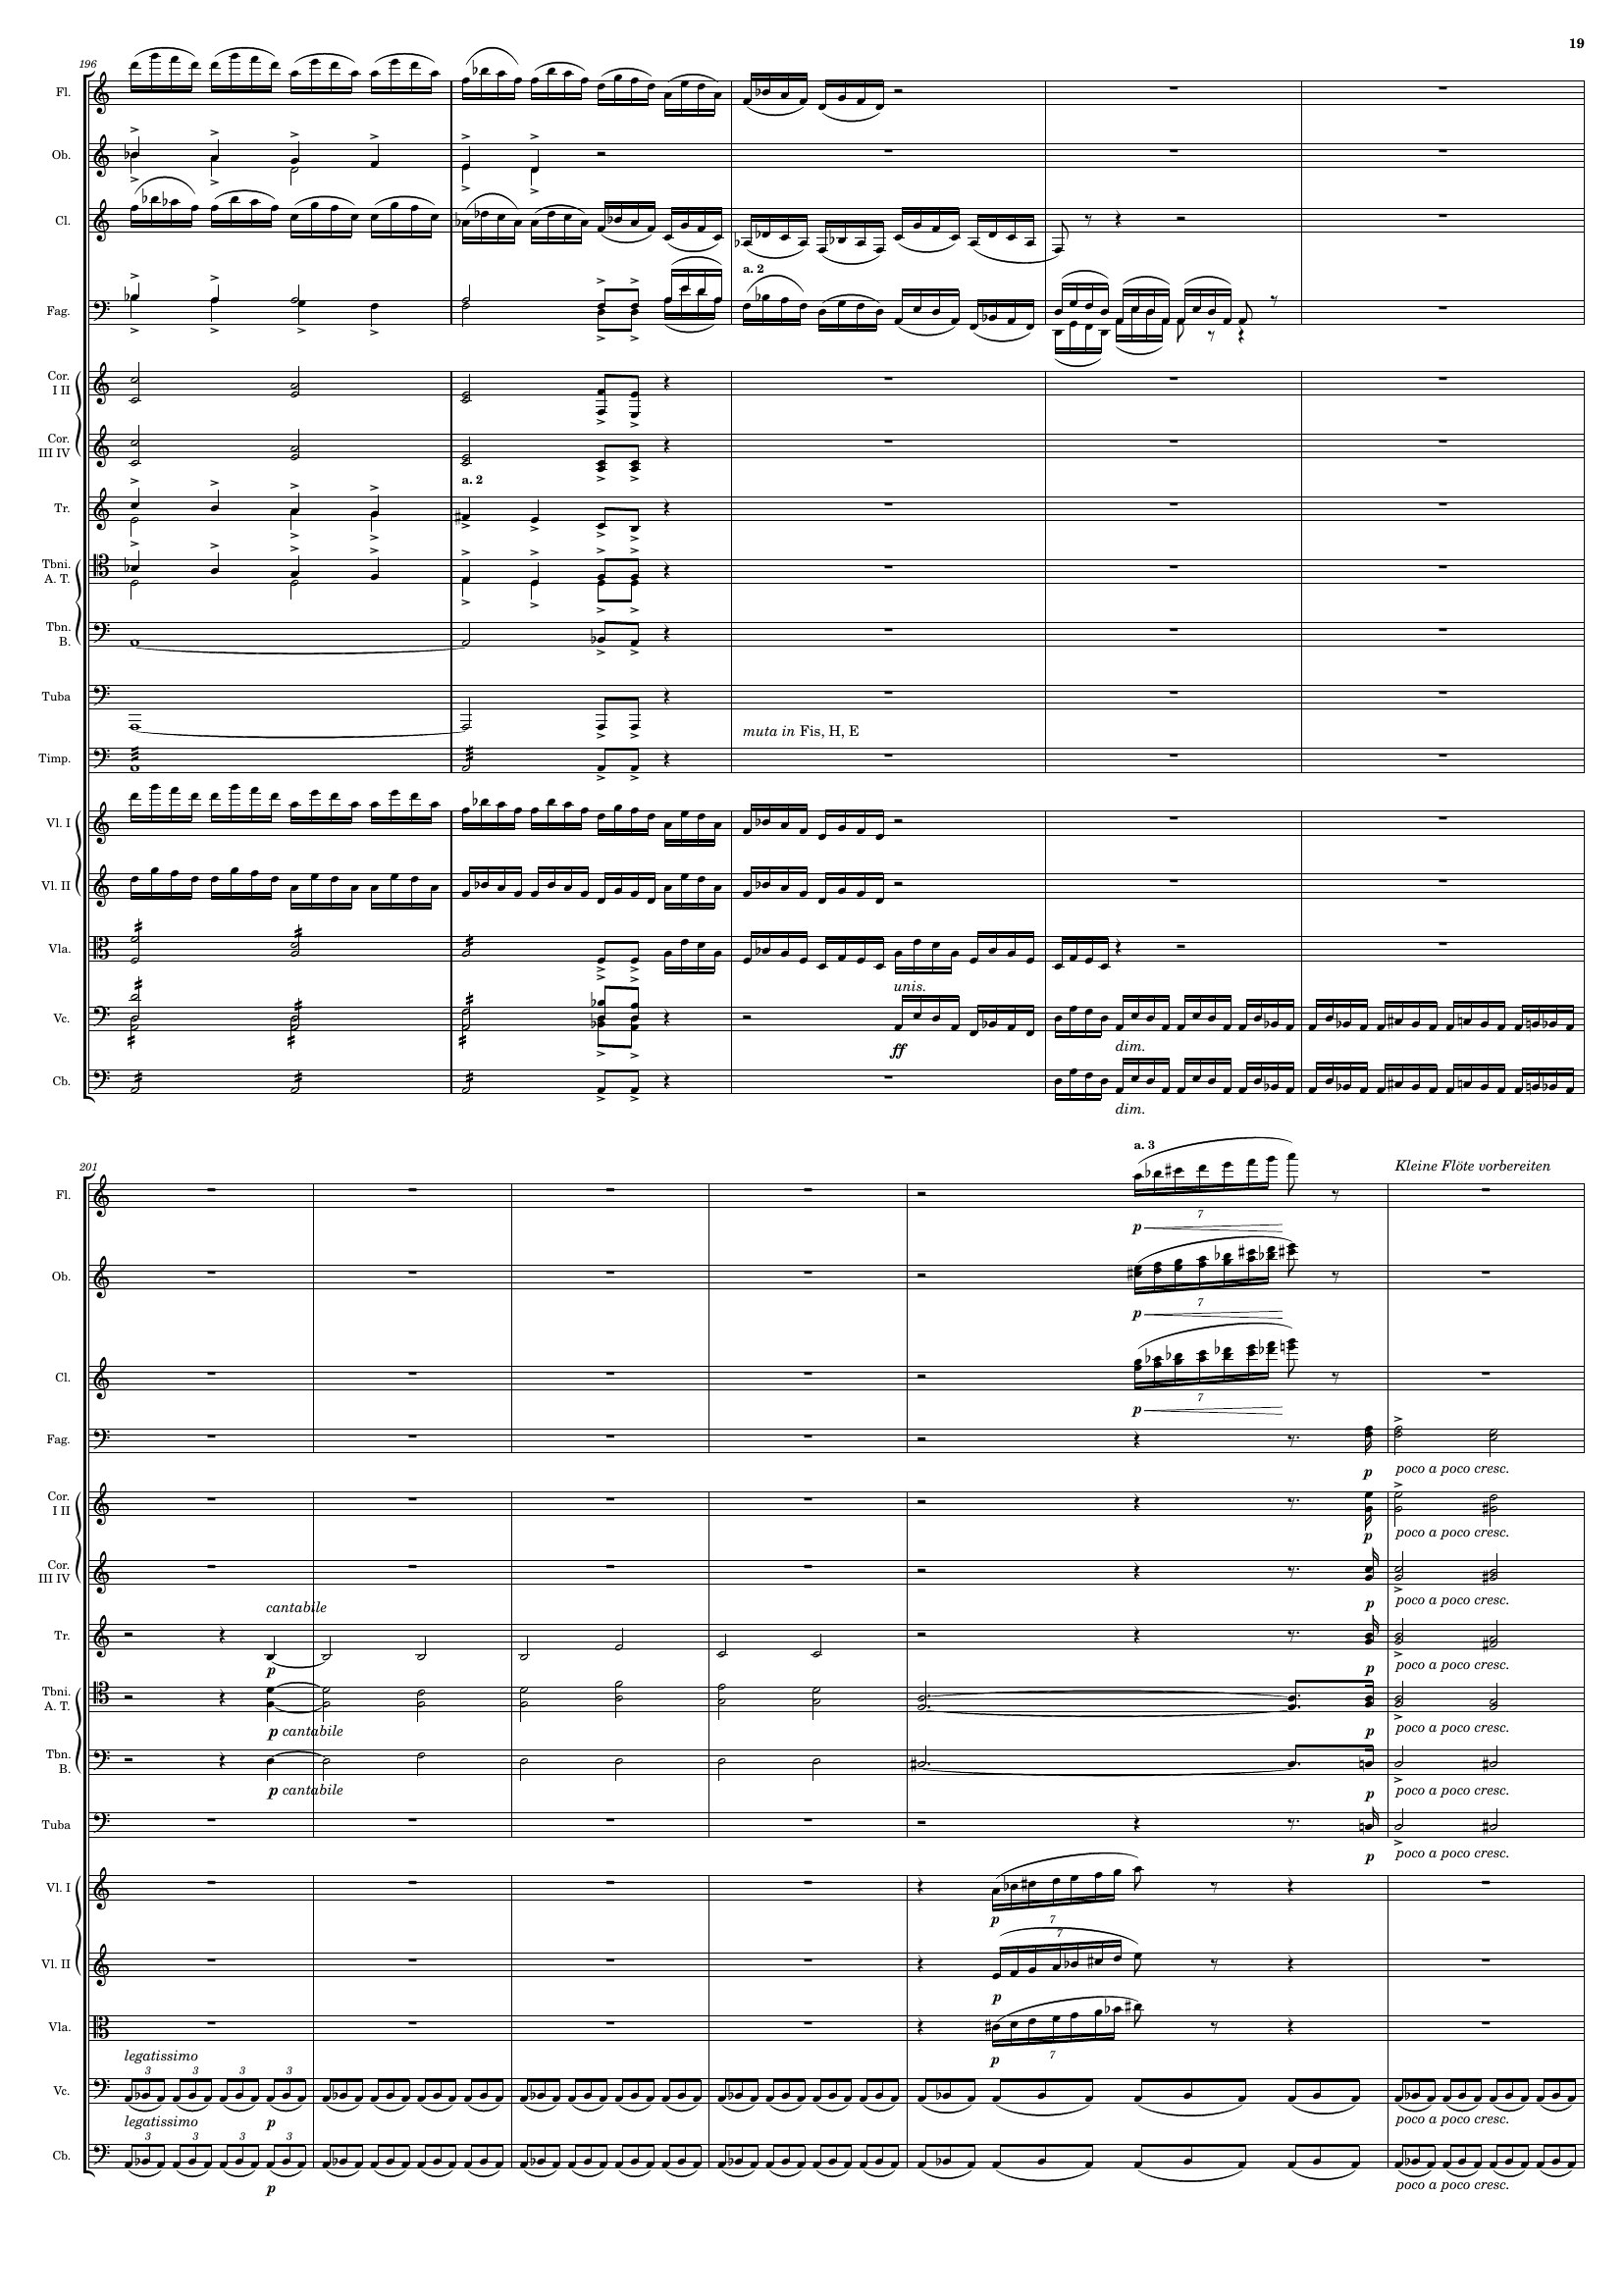 19
196
Fl.
Ob.
Cl.
a. 2
Fag.
Cor.
I II
Cor.
III IV
a. 2
Tr.
Tbni.
A. T.
Tbn.
B.
Tuba
muta in Fis, H, E
Timp.
Vl. I
Vl. II
Vla.
unis.
Vc.
ff
dim.
Cb.
dim.
201
a. 3
Kleine Flöte vorbereiten
Fl.
7
p
Ob.
7
p
Cl.
7
p
Fag.
p
poco a poco cresc.
Cor.
I II
p
poco a poco cresc.
Cor.
III IV
p
poco a poco cresc.
cantabile
Tr.
p
p
poco a poco cresc.
Tbni.
A. T.
p cantabile
p
poco a poco cresc.
Tbn.
B.
p cantabile
p
poco a poco cresc.
Tuba
p
poco a poco cresc.
Vl. I
p
7
Vl. II
7
p
Vla.
p
7
legatissimo
3 3 3 3
Vc.
p
poco a poco cresc.
legatissimo
3 3 3 3
Cb.
p
poco a poco cresc.